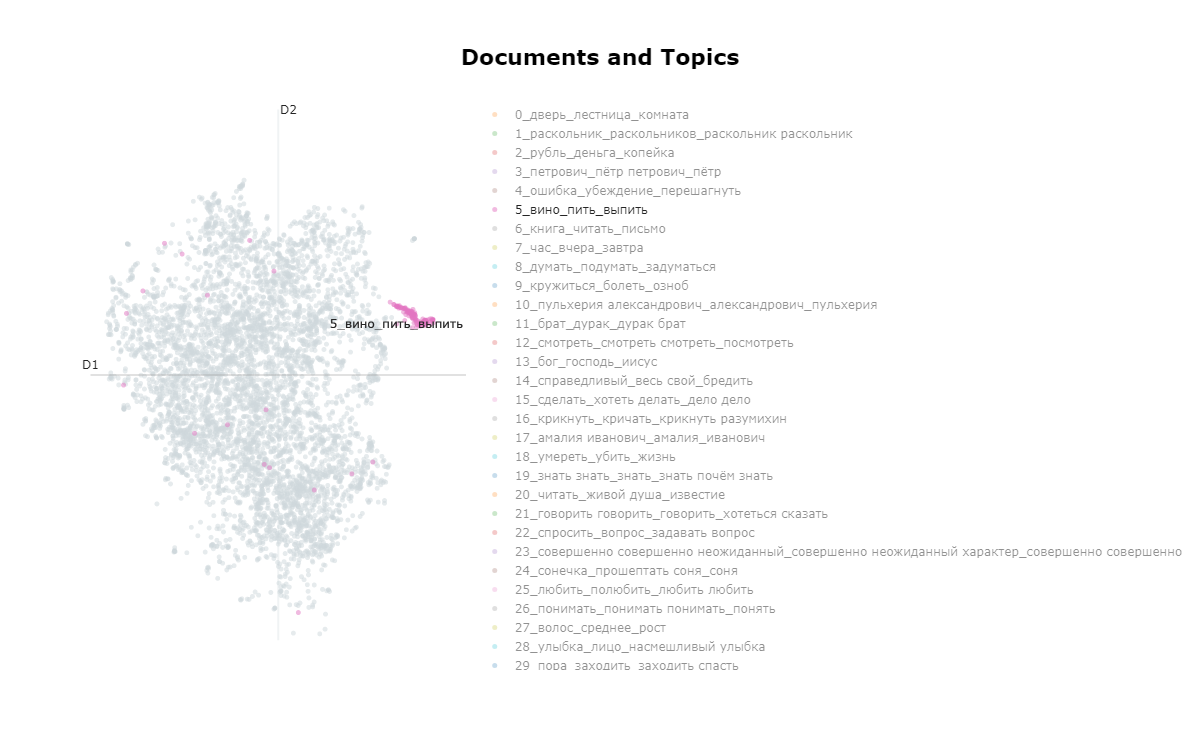 Documents and Topics
D2
D1
5_вино_пить_выпить
0_дверь_лестница_комната
1_раскольник_раскольников_раскольник раскольник
2_рубль_деньга_копейка
3_петрович_пётр петрович_пётр
4_ошибка_убеждение_перешагнуть
5_вино_пить_выпить
6_книга_читать_письмо
7_час_вчера_завтра
8_думать_подумать_задуматься
9_кружиться_болеть_озноб
10_пульхерия александрович_александрович_пульхерия
11_брат_дурак_дурак брат
12_смотреть_смотреть смотреть_посмотреть
13_бог_господь_иисус
14_справедливый_весь свой_бредить
15_сделать_хотеть делать_дело дело
16_крикнуть_кричать_крикнуть разумихин
17_амалия иванович_амалия_иванович
18_умереть_убить_жизнь
19_знать знать_знать_знать почём знать
20_читать_живой душа_известие
21_говорить говорить_говорить_хотеться сказать
22_спросить_вопрос_задавать вопрос
23_совершенно совершенно неожиданный_совершенно неожиданный характер_совершенно совершенно
24_сонечка_прошептать соня_соня
25_любить_полюбить_любить любить
26_понимать_понимать понимать_понять
27_волос_среднее_рост
28_улыбка_лицо_насмешливый улыбка
29_пора_заходить_заходить спасть